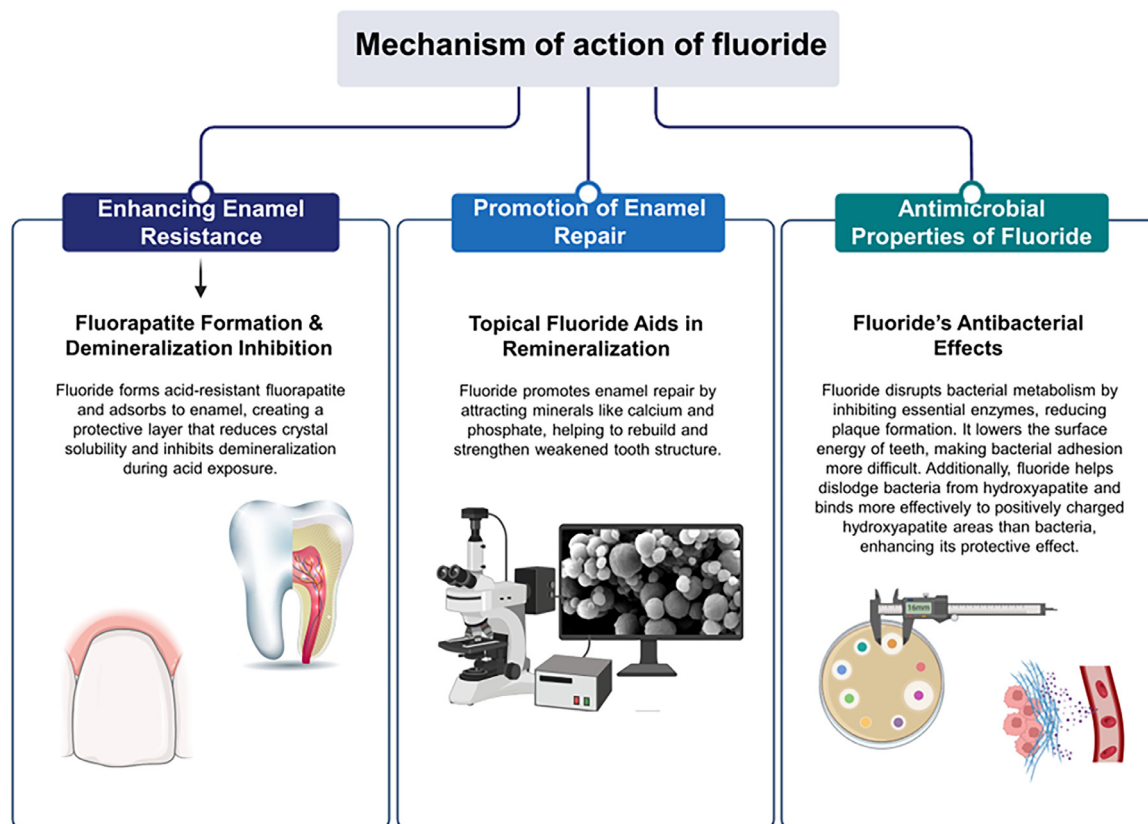 Mechanism of action of fluoride
Enhancing Enamel
Resistance
Fluorapatite Formation &
Demineralization Inhibition
Fluoride forms acid-resistant fluorapatite
and adsorbs to enamel, creating a
protective layer that reduces crystal
solubility and inhibits demineralization
during acid exposure.
Promotion of Enamel
Repair
Topical Fluoride Aids in
Remineralization
Fluoride promotes enamel repair by
attracting minerals like calcium and
phosphate, helping to rebuild and
strengthen weakened tooth structure.
Antimicrobial
Properties of Fluoride
Fluoride's Antibacterial
Effects
Fluoride disrupts bacterial metabolism by
inhibiting essential enzymes, reducing
plaque formation. It lowers the surface
energy of teeth, making bacterial adhesion
more difficult. Additionally, fluoride helps
dislodge bacteria from hydroxyapatite and
binds more effectively to positively charged
hydroxyapatite areas than bacteria,
enhancing its protective effect.
16mm